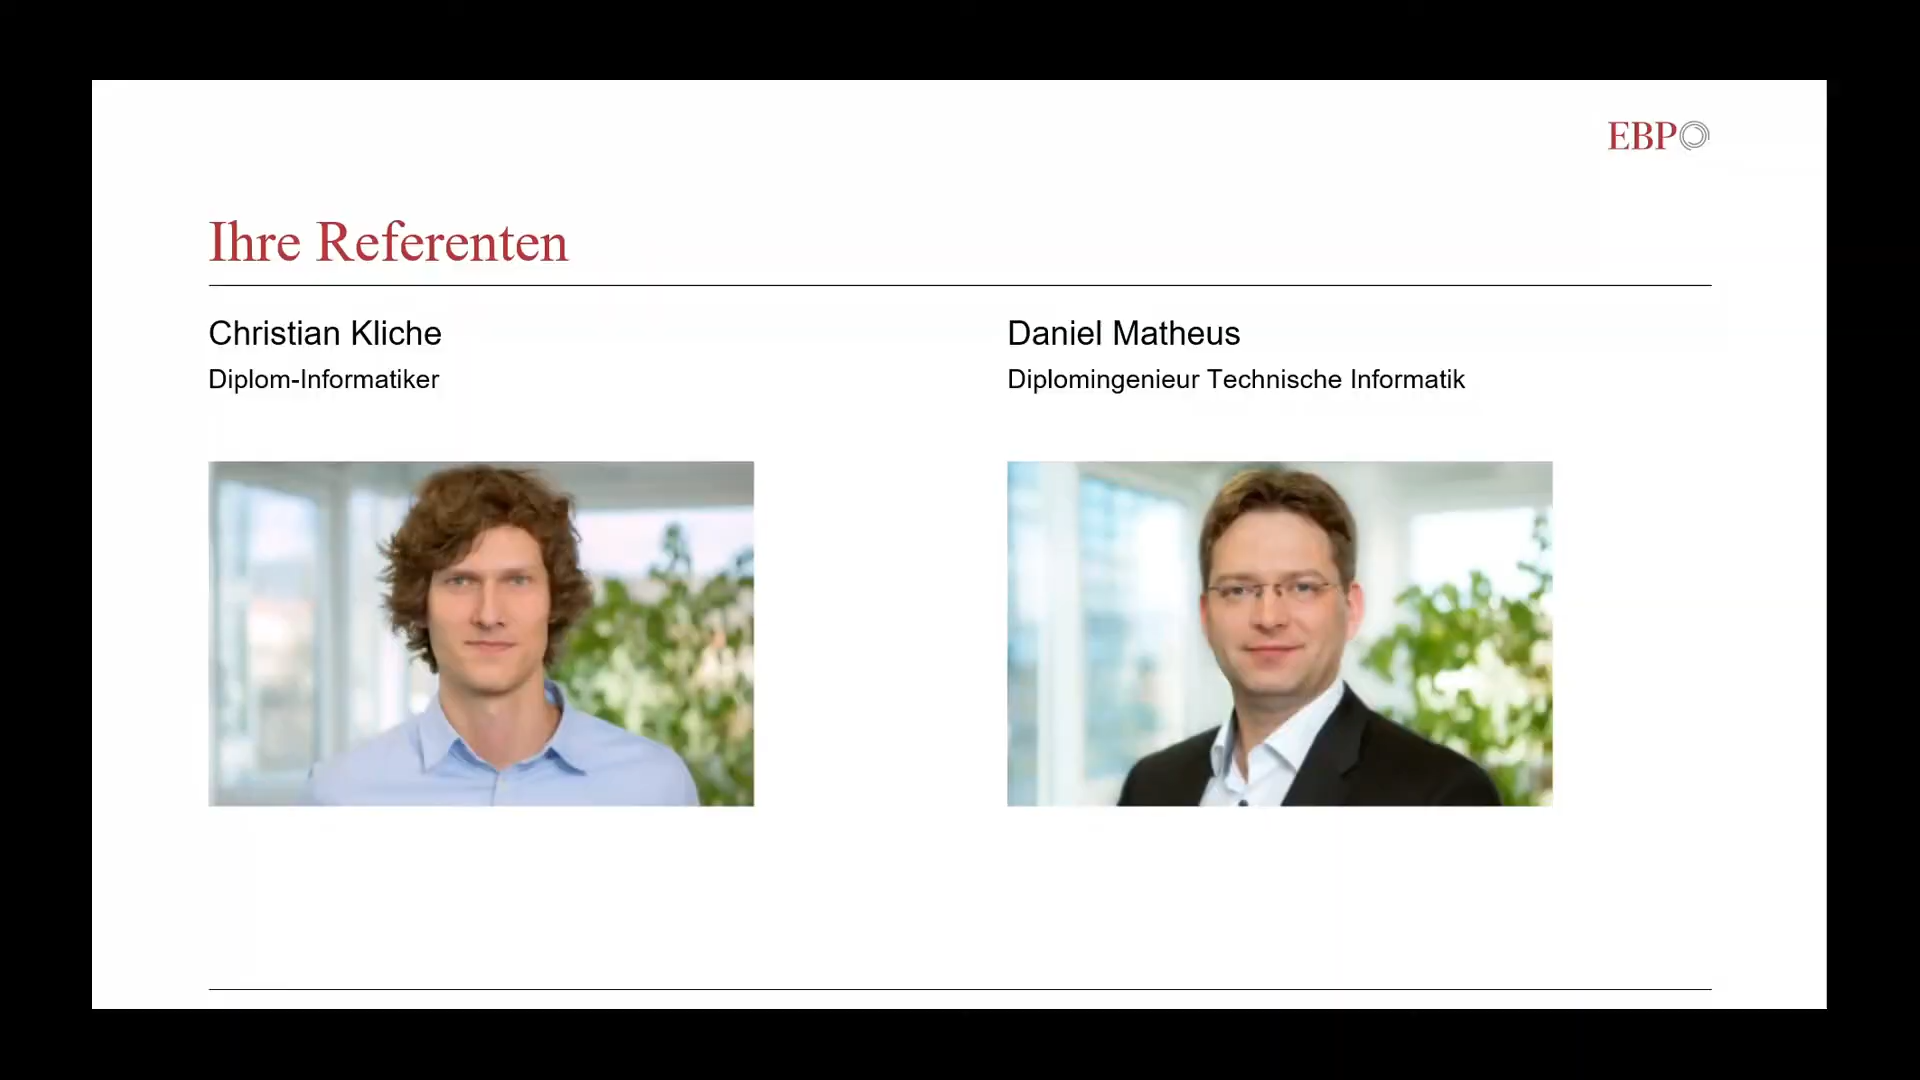 EBP
Ihre Referenten
Christian Kliche
Diplom-Informatiker
Daniel Matheus
Diplomingenieur Technische Informatik